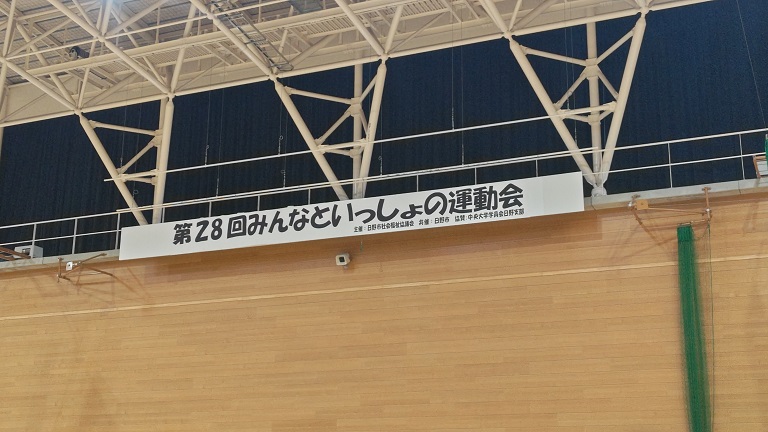 第28回みんなといっしょの運動会
主催:日野市社会福祉協議会 共催:日野市 協賛:中央大学学員会日野支部